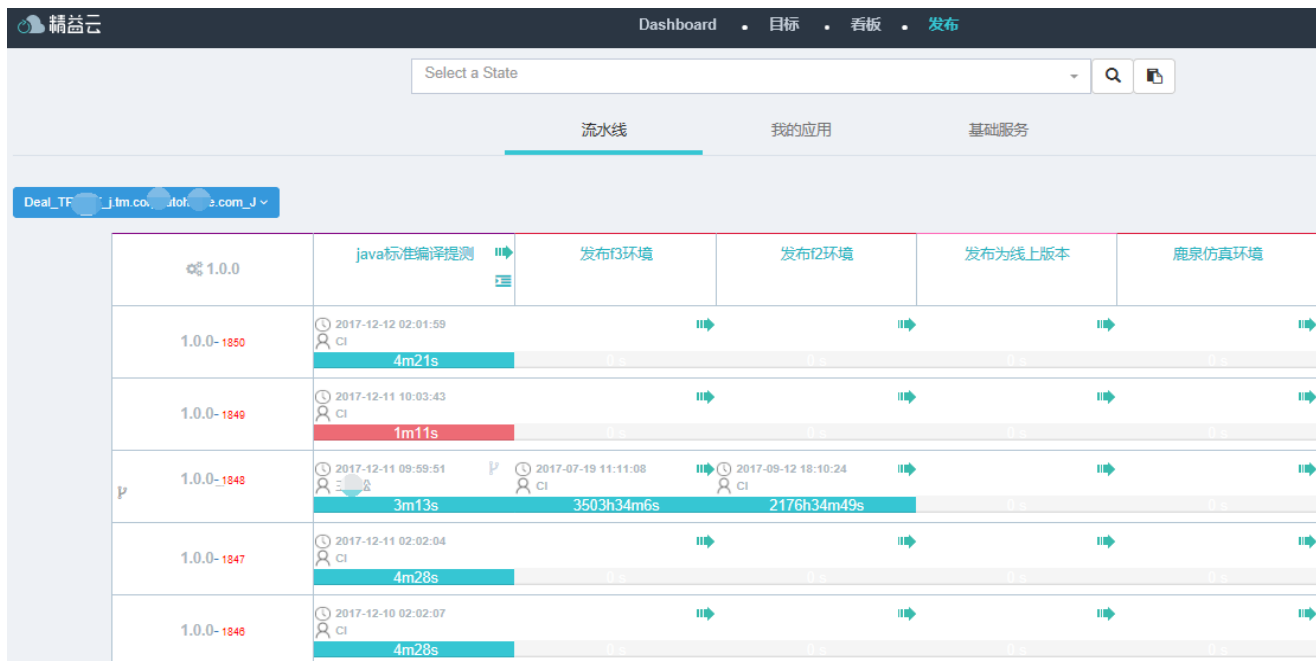 精益云
Dashboard • 目标 • 看板 • 发布
Select a State
流水线 我的应用 基础服务
1.0.0 java标准编译提测 发布f3环境 发布f2环境 发布为线上版本 鹿泉仿真环境
2017-12-12 02:01:59
1.0.0-1850 CI
4m21s 0 s 0 s 0 s 0 s
2017-12-11 10:03:43
1.0.0-1849 CI
1m11s 0 s 0 s 0 s 0 s
2017-12-11 09:59:51 2017-07-19 11:11:08 2017-09-12 18:10:24
1.0.0-1848 CI CI
3m13s 3503h34m6s 2176h34m49s 0 s 0 s
2017-12-11 02:02:04
1.0.0-1847 CI
4m28s 0 s 0 s 0 s 0 s
2017-12-10 02:02:07
1.0.0-1846 CI
4m28s 0 s 0 s 0 s 0 s